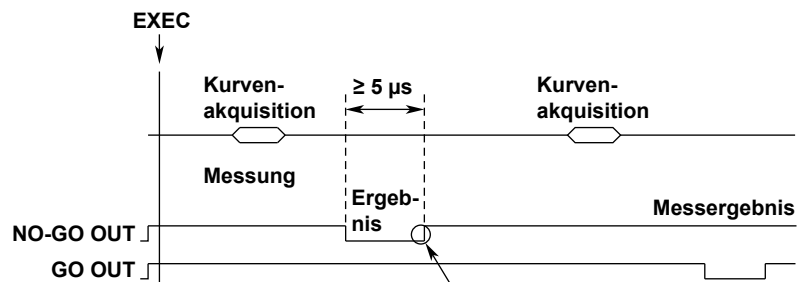 EXEC
Kurven-
akquisition
≥ 5 µs
Kurven-
akquisition
Messung
Ergeb-
nis
Messergebnis
NO-GO OUT
GO OUT